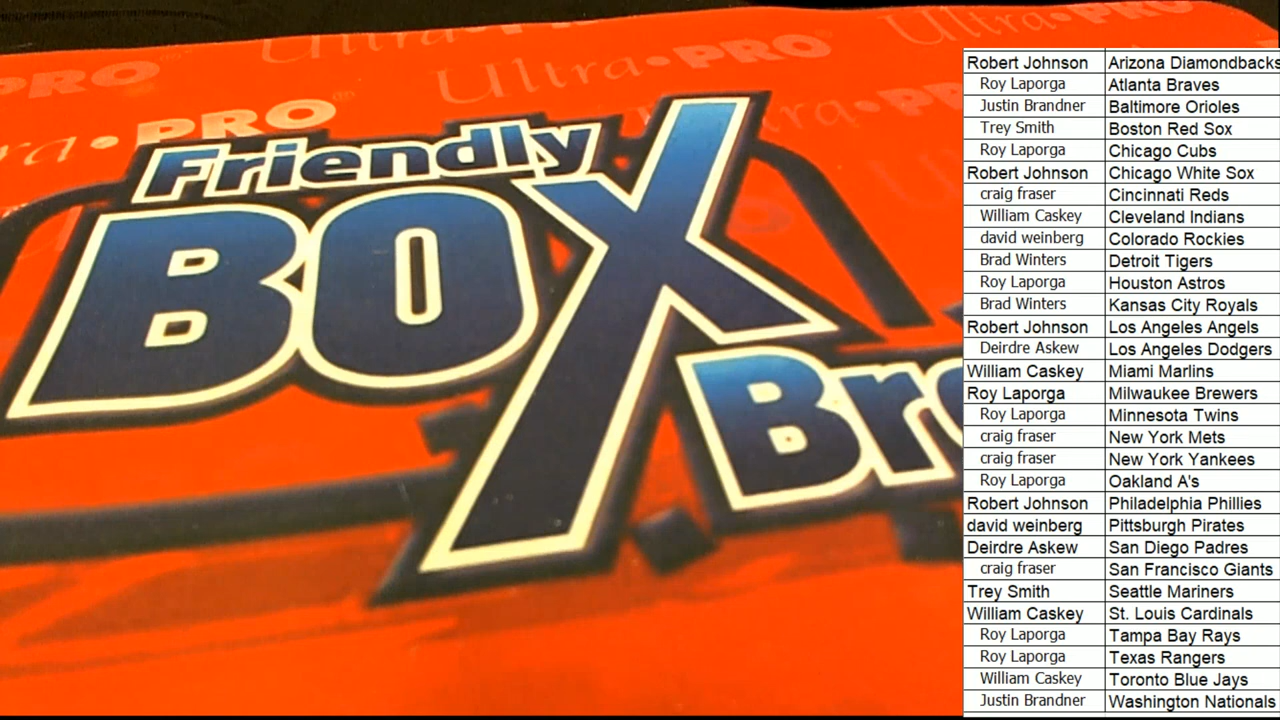 Ultra•PRO
PRO
Ultra•PRO®
Ultra•PRO
PRO®
Friendly
BOX
Br
Robert Johnson Arizona Diamondbacks
Roy Laporga Atlanta Braves
Justin Brandner Baltimore Orioles
Trey Smith Boston Red Sox
Roy Laporga Chicago Cubs
Robert Johnson Chicago White Sox
craig fraser Cincinnati Reds
William Caskey Cleveland Indians
david weinberg Colorado Rockies
Brad Winters Detroit Tigers
Roy Laporga Houston Astros
Brad Winters Kansas City Royals
Robert Johnson Los Angeles Angels
Deirdre Askew Los Angeles Dodgers
William Caskey Miami Marlins
Roy Laporga Milwaukee Brewers
Roy Laporga Minnesota Twins
craig fraser New York Mets
craig fraser New York Yankees
Roy Laporga Oakland A's
Robert Johnson Philadelphia Phillies
david weinberg Pittsburgh Pirates
Deirdre Askew San Diego Padres
craig fraser San Francisco Giants
Trey Smith Seattle Mariners
William Caskey St. Louis Cardinals
Roy Laporga Tampa Bay Rays
Roy Laporga Texas Rangers
William Caskey Toronto Blue Jays
Justin Brandner Washington Nationals